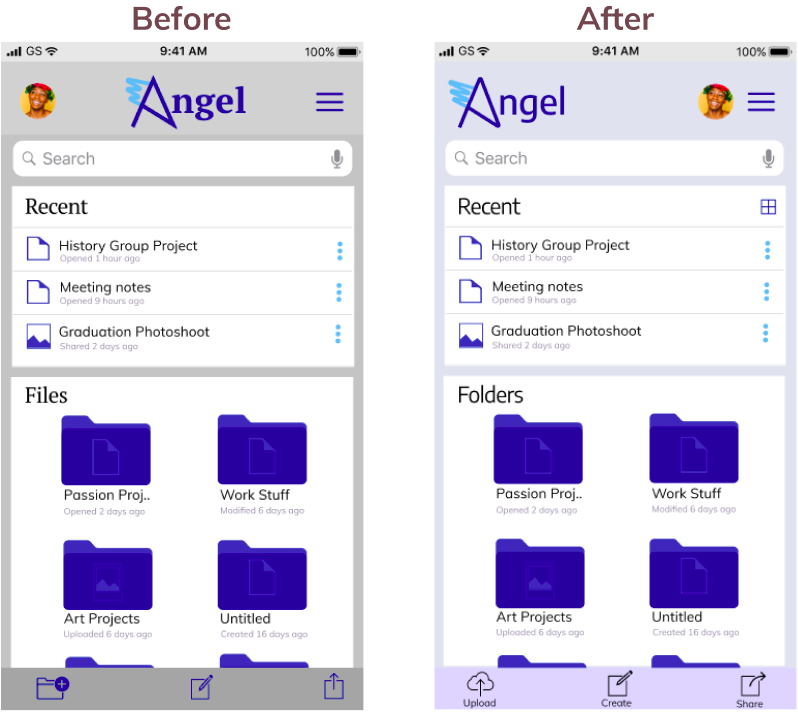 Before
GS
9:41 AM
100%
Angel
Search
Recent
History Group Project
Opened 1 hour ago
Meeting notes
Opened 9 hours ago
Graduation Photoshoot
Shared 2 days ago
Files
Passion Proj..
Opened 2 days ago
Work Stuff
Modified 6 days ago
Art Projects
Uploaded 6 days ago
Untitled
Created 16 days ago
After
GS
9:41 AM
100%
Angel
Search
Recent
History Group Project
Opened 1 hour ago
Meeting notes
Opened 9 hours ago
Graduation Photoshoot
Shared 2 days ago
Folders
Passion Proj..
Opened 2 days ago
Work Stuff
Modified 6 days ago
Art Projects
Uploaded 6 days ago
Untitled
Created 16 days ago
Upload
Create
Share